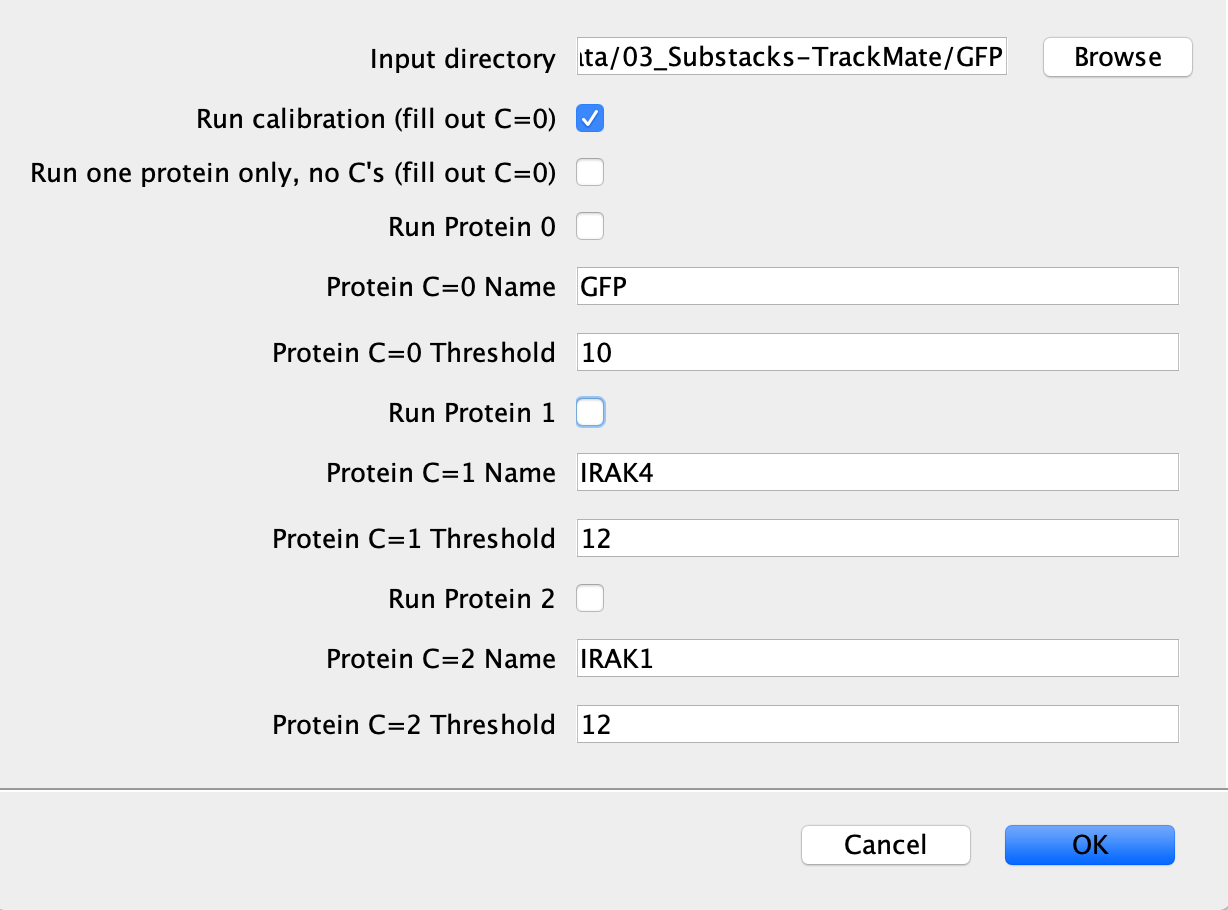 Input directory
ata/03_Substacks-TrackMate/GFP
Browse
Run calibration (fill out C=0)
Run one protein only, no C's (fill out C=0)
Run Protein 0
Protein C=0 Name
GFP
Protein C=0 Threshold
10
Run Protein 1
Protein C=1 Name
IRAK4
Protein C=1 Threshold
12
Run Protein 2
Protein C=2 Name
IRAK1
Protein C=2 Threshold
12
Cancel
OK